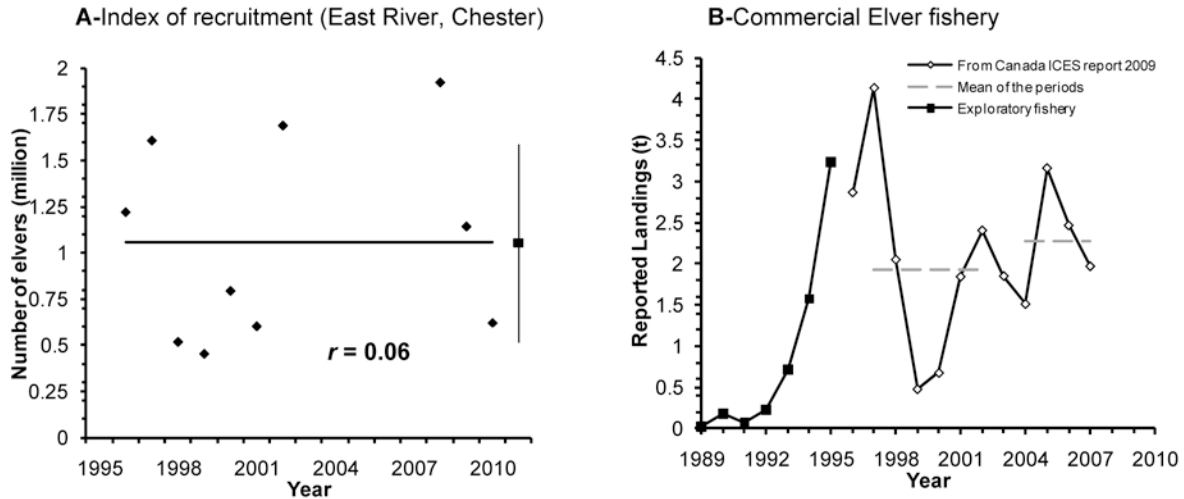 A-Index of recruitment (East River, Chester)
Number of elvers (million)
2
1.75
1.5
1.25
1
0.75
0.5
0.25
0
r = 0.06
1995 1998 2001 2004 2007 2010
Year
B-Commercial Elver fishery
Reported Landings (t)
4.5
4
3.5
3
2.5
2
1.5
1
0.5
0
From Canada ICES report 2009
Mean of the periods
Exploratory fishery
1989 1992 1995 1998 2001 2004 2007 2010
Year